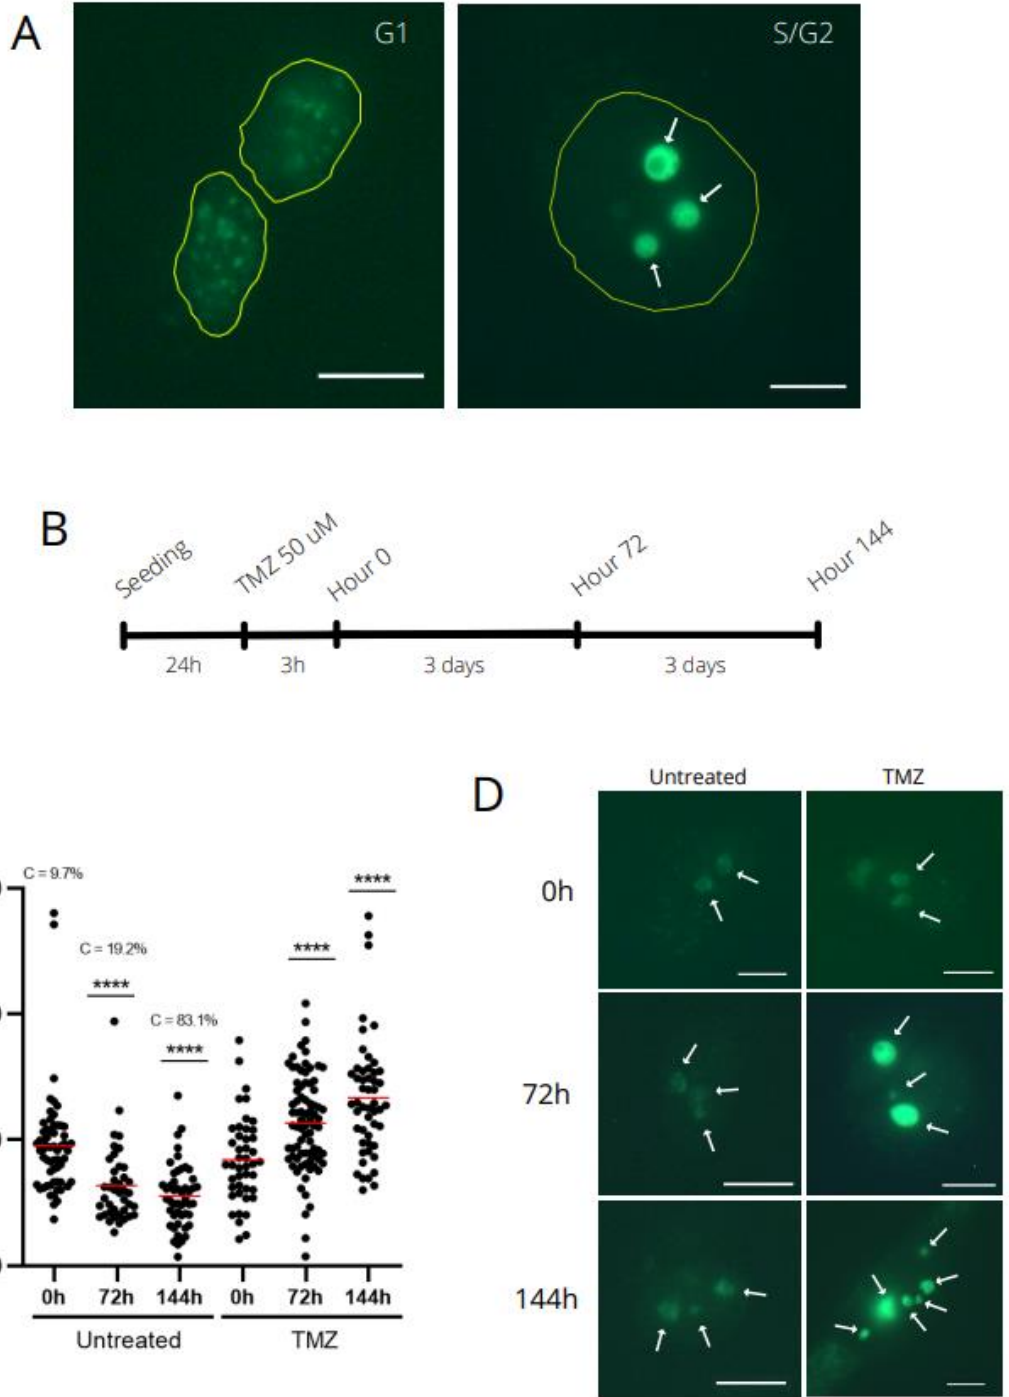 A
G1
S/G2
B
Seeding
TMZ 50 uM
Hour 0
Hour 72
Hour 144
24h
3h
3 days
3 days
D
Untreated
TMZ
0h
72h
144h
C = 9.7%
C = 19.2%
C = 83.1%
****
****
****
****
0h
72h
144h
0h
72h
144h
Untreated
TMZ